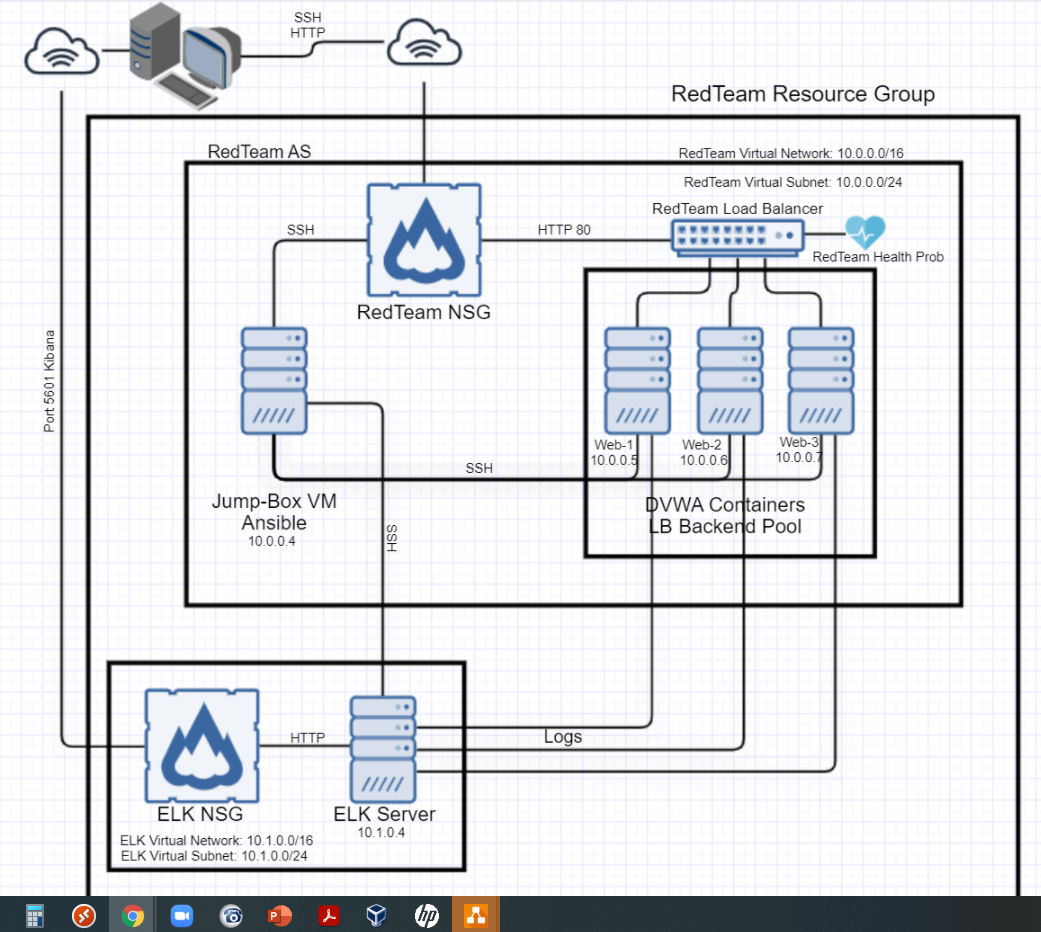 SSH
HTTP
RedTeam Resource Group
RedTeam AS
RedTeam Virtual Network: 10.0.0.0/16
RedTeam Virtual Subnet: 10.0.0.0/24
RedTeam Load Balancer
SSH
HTTP 80
RedTeam Health Prob
RedTeam NSG
Port 5601 Kibana
Web-1
10.0.0.5
Web-2
10.0.0.6
Web-3
10.0.0.7
SSH
Jump-Box VM
Ansible
10.0.0.4
DVWA Containers
LB Backend Pool
SSH
HTTP
Logs
ELK NSG
ELK Server
10.1.0.4
ELK Virtual Network: 10.1.0.0/16
ELK Virtual Subnet: 10.1.0.0/24
P
hp